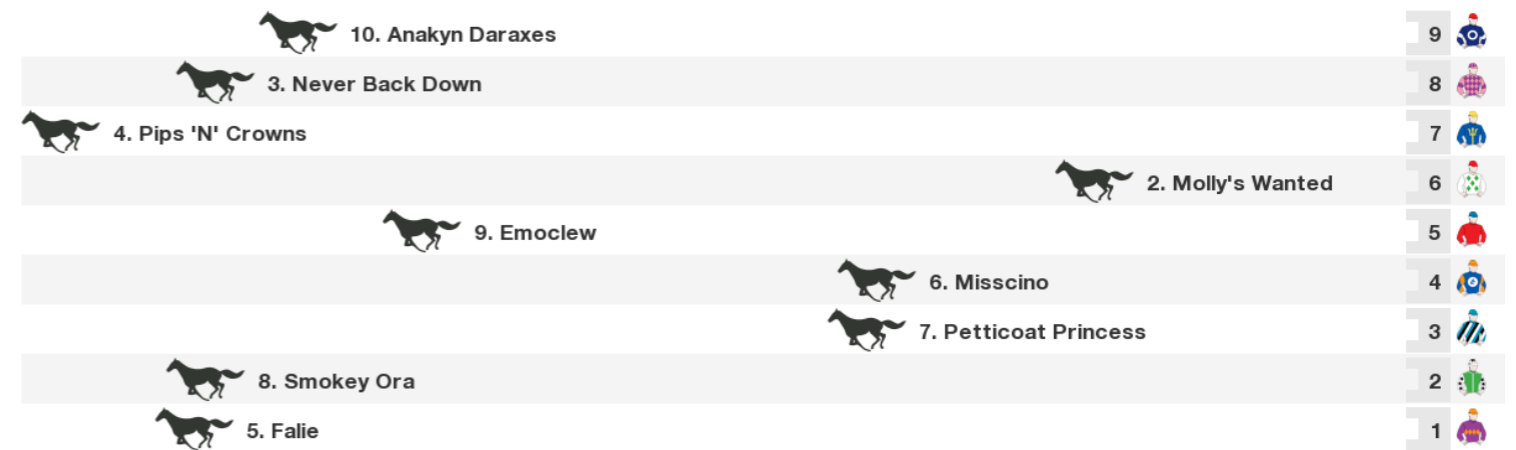 10. Anakyn Daraxes 9
3. Never Back Down 8
4. Pips 'N' Crowns 7
2. Molly's Wanted 6
9. Emoclew 5
6. Misscino 4
7. Petticoat Princess 3
8. Smokey Ora 2
5. Falie 1